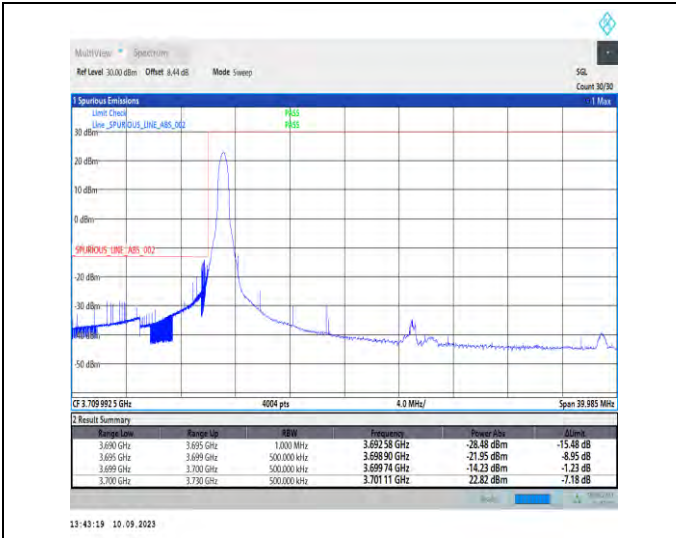 MultiView Spectrum
Ref Level 30.00 dBm Offset 8.44 dB Mode Sweep SGL
Count 30/30
1 Spurious Emissions 1 Max
Limit Check PASS
Line _SPURIOUS_LINE_ABS_002 PASS
30 dBm
20 dBm
10 dBm
0 dBm
SPURIOUS_LINE_ABS_002
-20 dBm
-30 dBm
-40 dBm
-50 dBm
CF 3.709 992 5 GHz 4004 pts 4.0 MHz/ Span 39.985 MHz
2 Result Summary
Range Low Range Up RBW Frequency Power Abs ΔLimit
3.690 GHz 3.695 GHz 1.000 MHz 3.692 58 GHz -28.48 dBm -15.48 dB
3.695 GHz 3.699 GHz 500.000 kHz 3.698 90 GHz -21.95 dBm -8.95 dB
3.699 GHz 3.700 GHz 500.000 kHz 3.699 74 GHz -14.23 dBm -1.23 dB
3.700 GHz 3.730 GHz 500.000 kHz 3.701 11 GHz 22.82 dBm -7.18 dB
13:43:19 10.09.2023